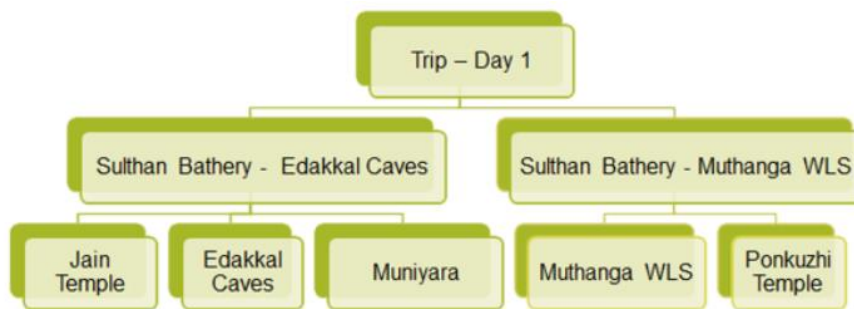 Trip – Day 1
Sulthan Bathery - Edakkal Caves
Sulthan Bathery - Muthanga WLS
Jain
Temple
Edakkal
Caves
Muniyara
Muthanga WLS
Ponkuzhi
Temple